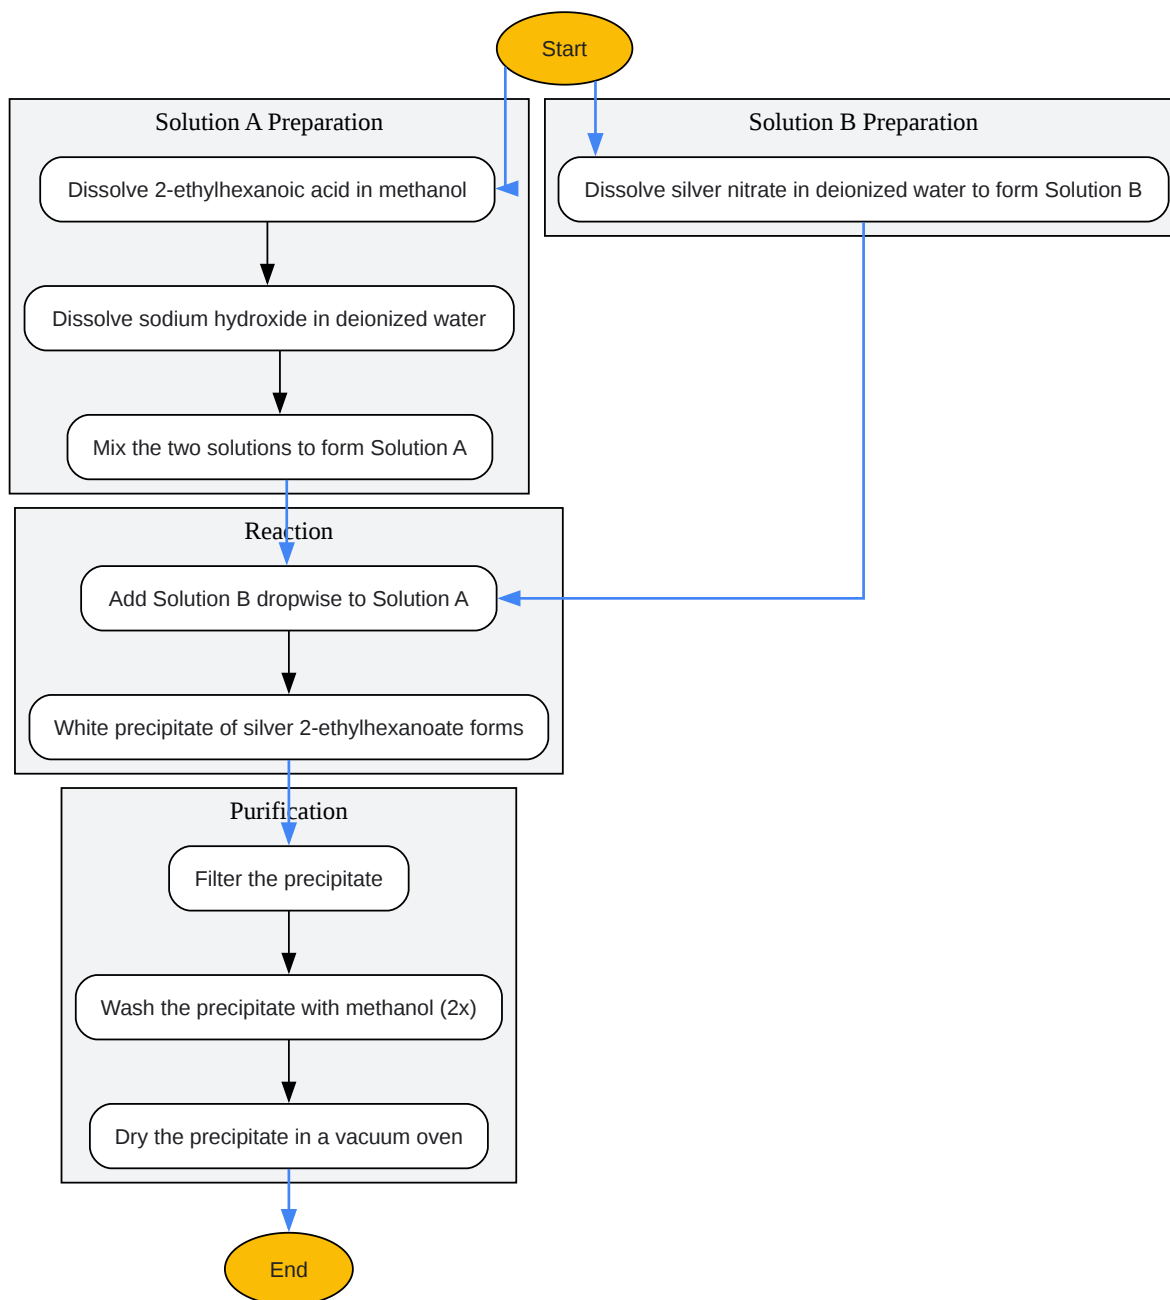 Start
Solution A Preparation
Dissolve 2-ethylhexanoic acid in methanol
Dissolve sodium hydroxide in deionized water
Mix the two solutions to form Solution A
Solution B Preparation
Dissolve silver nitrate in deionized water to form Solution B
Reaction
Add Solution B dropwise to Solution A
White precipitate of silver 2-ethylhexanoate forms
Purification
Filter the precipitate
Wash the precipitate with methanol (2x)
Dry the precipitate in a vacuum oven
End